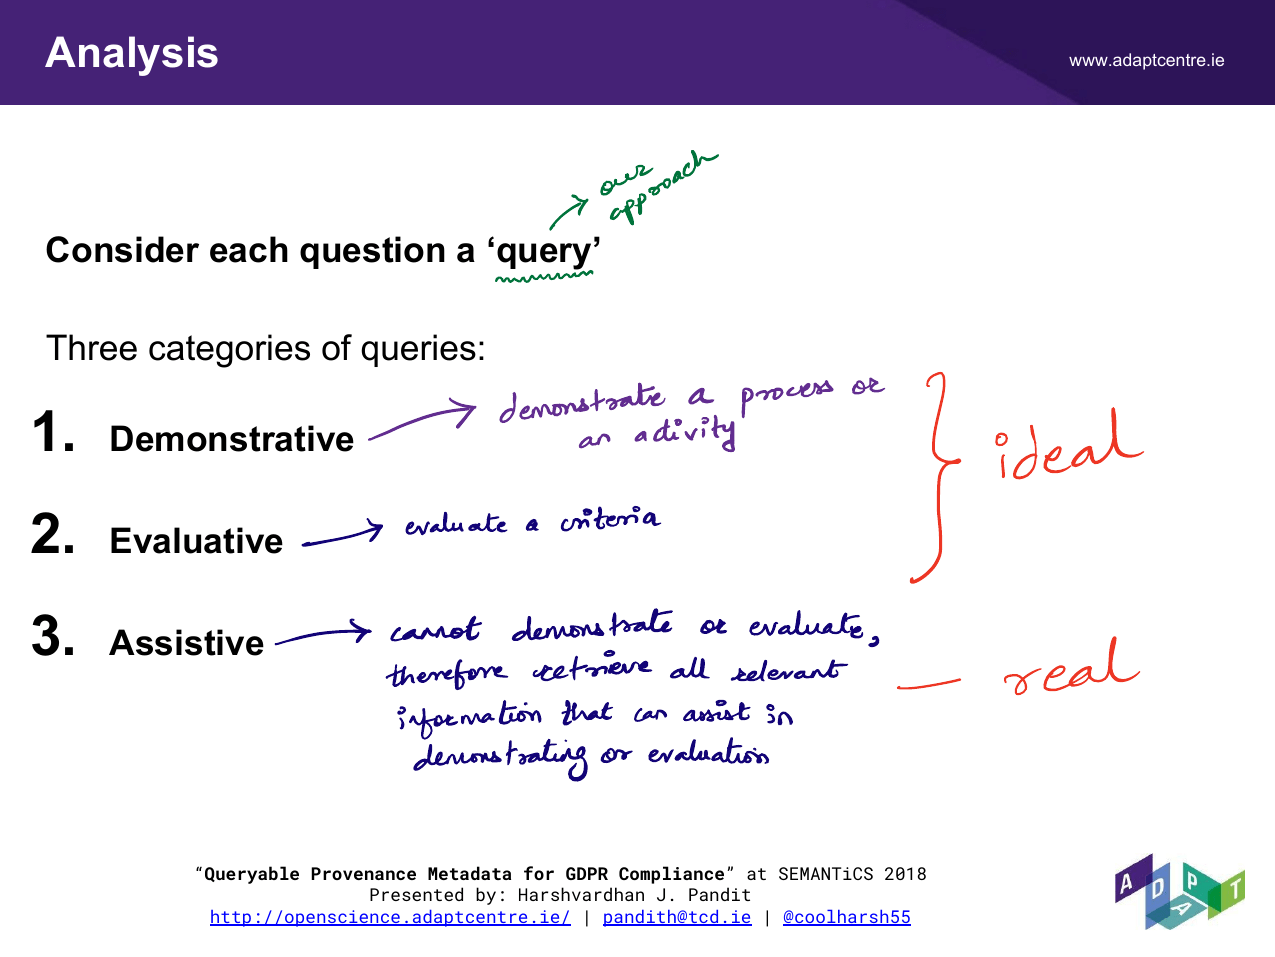 Analysis
www.adaptcentre.ie
our
approach
Consider each question a ‘query’
Three categories of queries:
1. Demonstrative
demonstrate a process or
an activity
ideal
2. Evaluative
evaluate a criteria
3. Assistive
cannot demonstrate or evaluate,
therefore retrieve all relevant
information that can assist in
demonstrating or evaluation
real
“Queryable Provenance Metadata for GDPR Compliance” at SEMANTiCS 2018
Presented by: Harshvardhan J. Pandit
http://openscience.adaptcentre.ie/ | pandith@tcd.ie | @coolharsh55
ADAPT